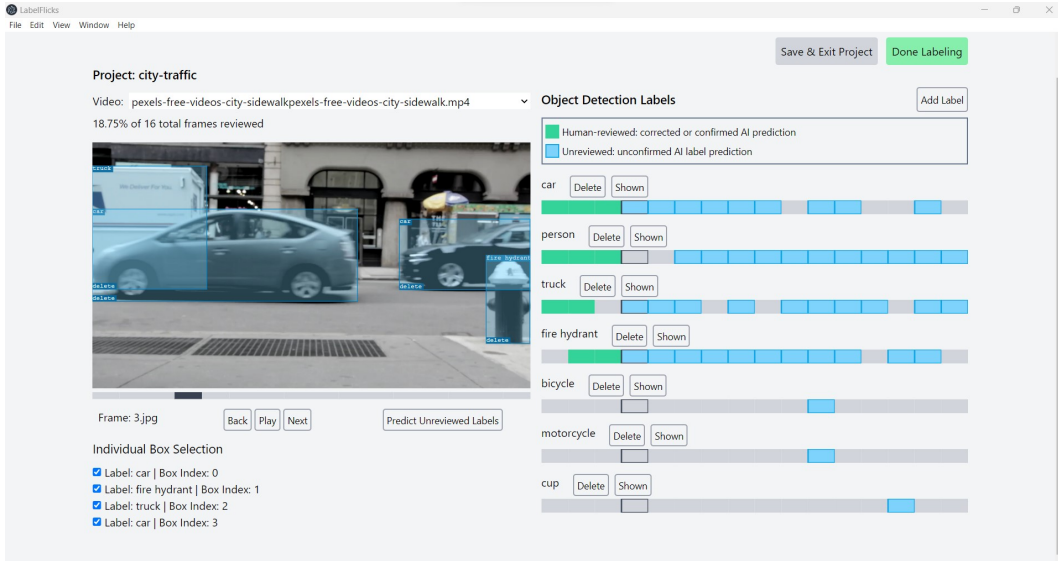 LabelFlicks
File Edit View Window Help
Save & Exit Project
Done Labeling
Project: city-traffic
Video: pexels-free-videos-city-sidewalkpexels-free-videos-city-sidewalk.mp4
18.75% of 16 total frames reviewed
truck
We Deliver For You
car
delete
delete
car
THE
delete
fire hydrant
delete
Frame: 3.jpg
Back
Play
Next
Predict Unreviewed Labels
Individual Box Selection
Label: car | Box Index: 0
Label: fire hydrant | Box Index: 1
Label: truck | Box Index: 2
Label: car | Box Index: 3
Object Detection Labels
Add Label
Human-reviewed: corrected or confirmed AI prediction
Unreviewed: unconfirmed AI label prediction
car Delete Shown
person Delete Shown
truck Delete Shown
fire hydrant Delete Shown
bicycle Delete Shown
motorcycle Delete Shown
cup Delete Shown